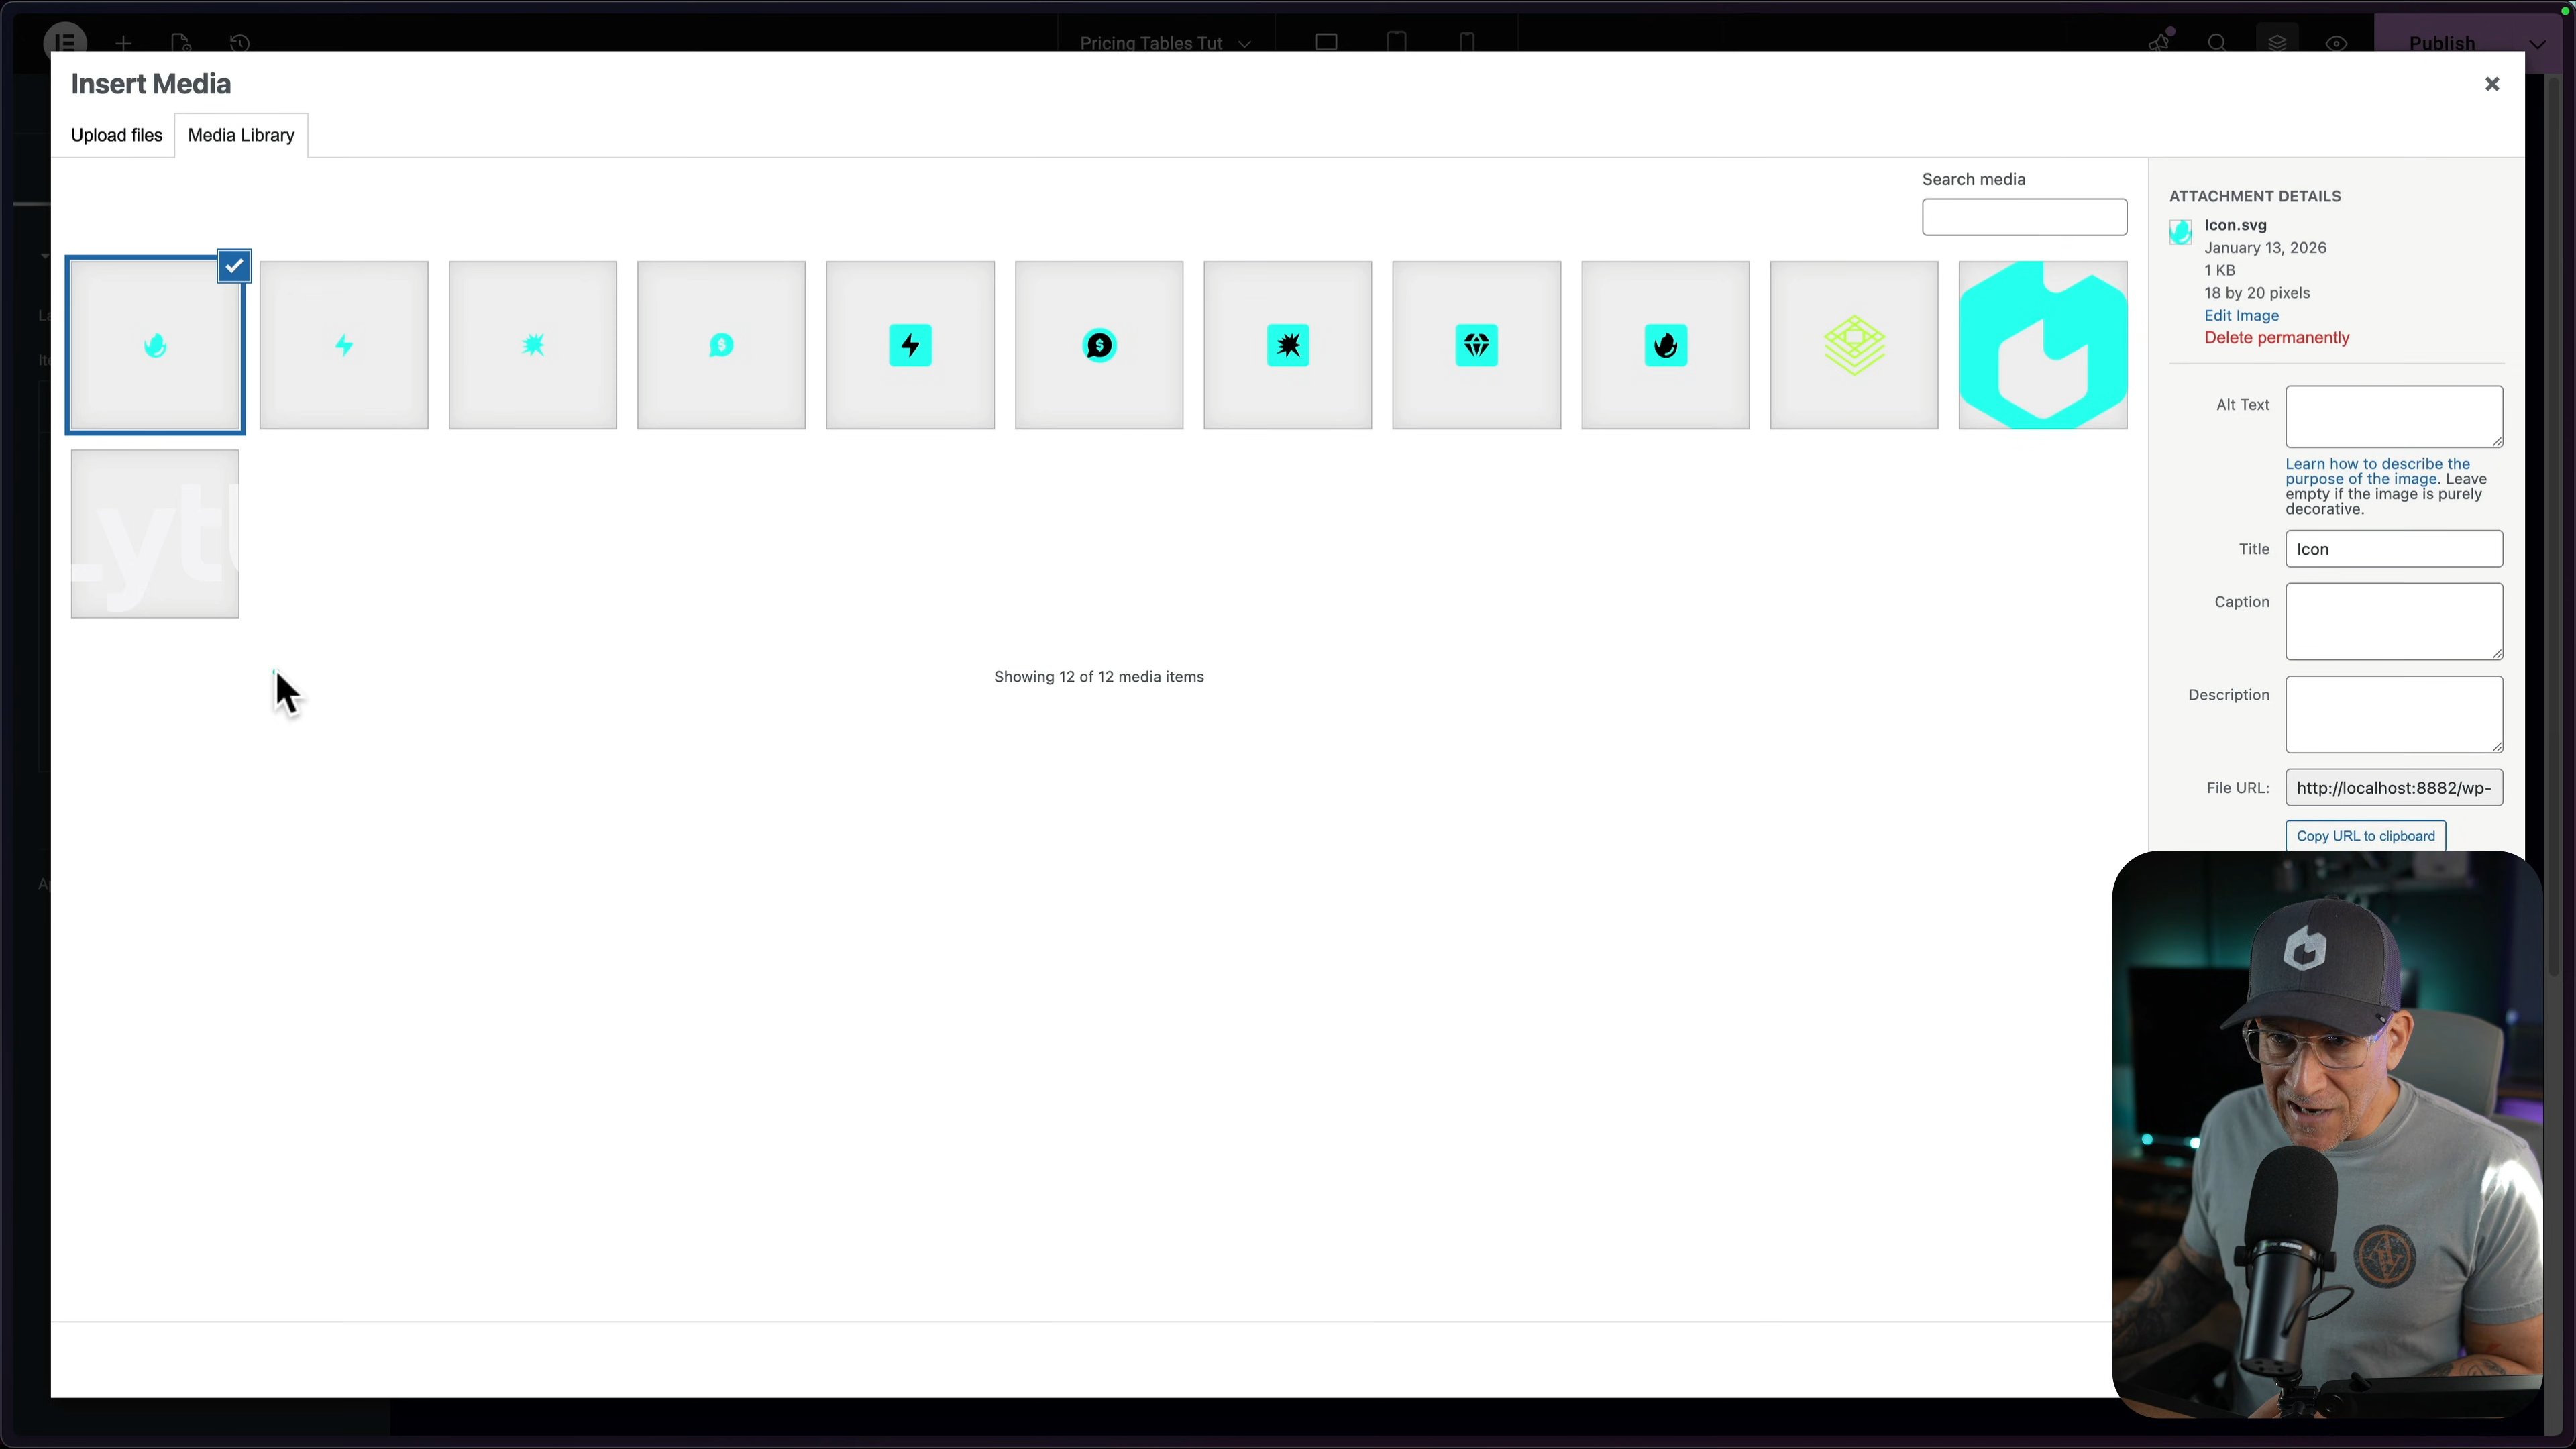 Pricing Tables Tut
Publish
Insert Media
Upload files
Media Library
Search media
ATTACHMENT DETAILS
Icon.svg
January 13, 2026
1 KB
18 by 20 pixels
Edit Image
Delete permanently
Alt Text
Learn how to describe the
purpose of the image. Leave
empty if the image is purely
decorative.
Title
Icon
Caption
Description
File URL:
http://localhost:8882/wp-
Copy URL to clipboard
Showing 12 of 12 media items